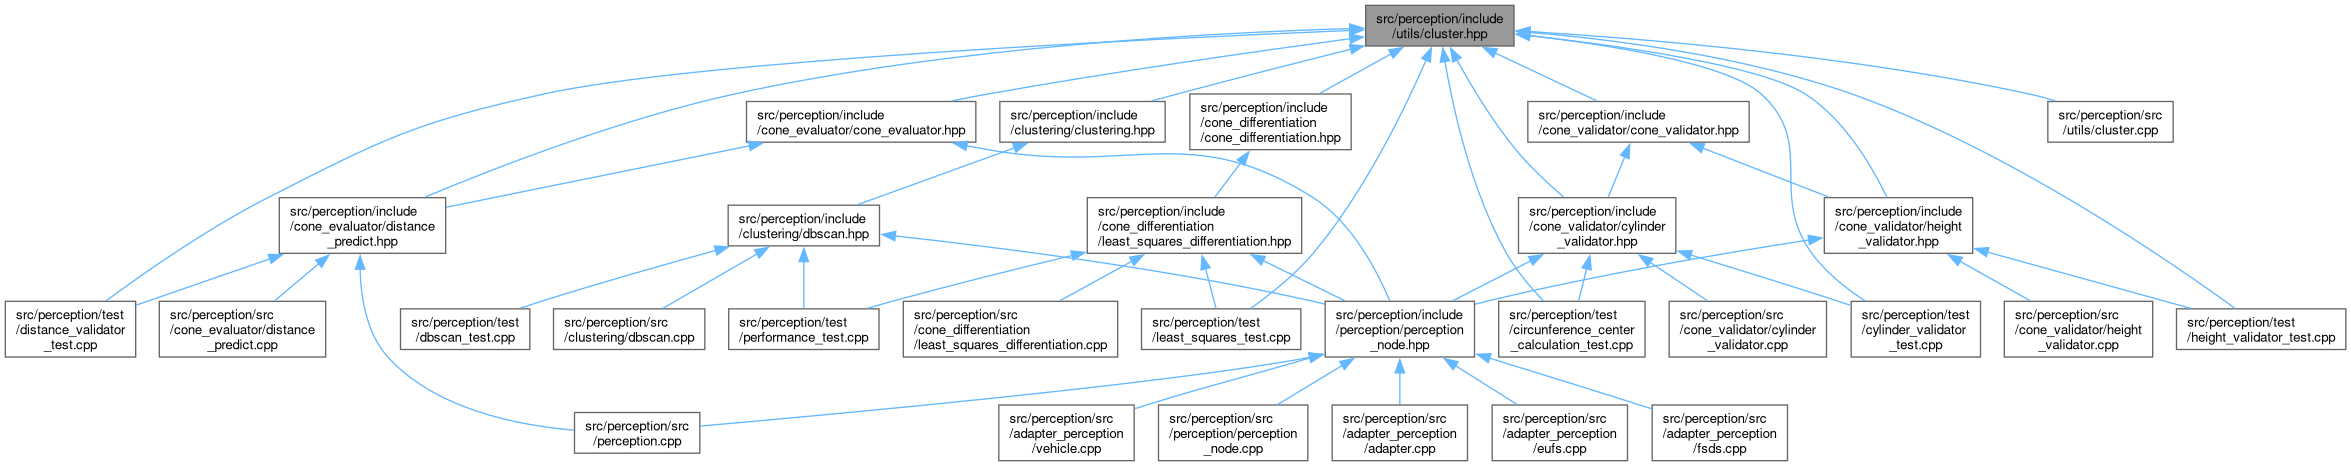 src/perception/include
/utils/cluster.hpp
src/perception/include
/cone_evaluator/cone_evaluator.hpp
src/perception/include
/clustering/clustering.hpp
src/perception/include
/cone_differentiation
/cone_differentiation.hpp
src/perception/include
/cone_validator/cone_validator.hpp
src/perception/src
/utils/cluster.cpp
src/perception/include
/cone_evaluator/distance
_predict.hpp
src/perception/include
/clustering/dbscan.hpp
src/perception/include
/cone_differentiation
/least_squares_differentiation.hpp
src/perception/include
/cone_validator/cylinder
_validator.hpp
src/perception/include
/cone_validator/height
_validator.hpp
src/perception/test
/distance_validator
_test.cpp
src/perception/src
/cone_evaluator/distance
_predict.cpp
src/perception/test
/dbscan_test.cpp
src/perception/src
/clustering/dbscan.cpp
src/perception/test
/performance_test.cpp
src/perception/src
/cone_differentiation
/least_squares_differentiation.cpp
src/perception/test
/least_squares_test.cpp
src/perception/include
/perception/perception
_node.hpp
src/perception/test
/circunference_center
_calculation_test.cpp
src/perception/src
/cone_validator/cylinder
_validator.cpp
src/perception/test
/cylinder_validator
_test.cpp
src/perception/src
/cone_validator/height
_validator.cpp
src/perception/test
/height_validator_test.cpp
src/perception/src
/perception.cpp
src/perception/src
/adapter_perception
/vehicle.cpp
src/perception/src
/perception/perception
_node.cpp
src/perception/src
/adapter_perception
/adapter.cpp
src/perception/src
/adapter_perception
/eufs.cpp
src/perception/src
/adapter_perception
/fsds.cpp